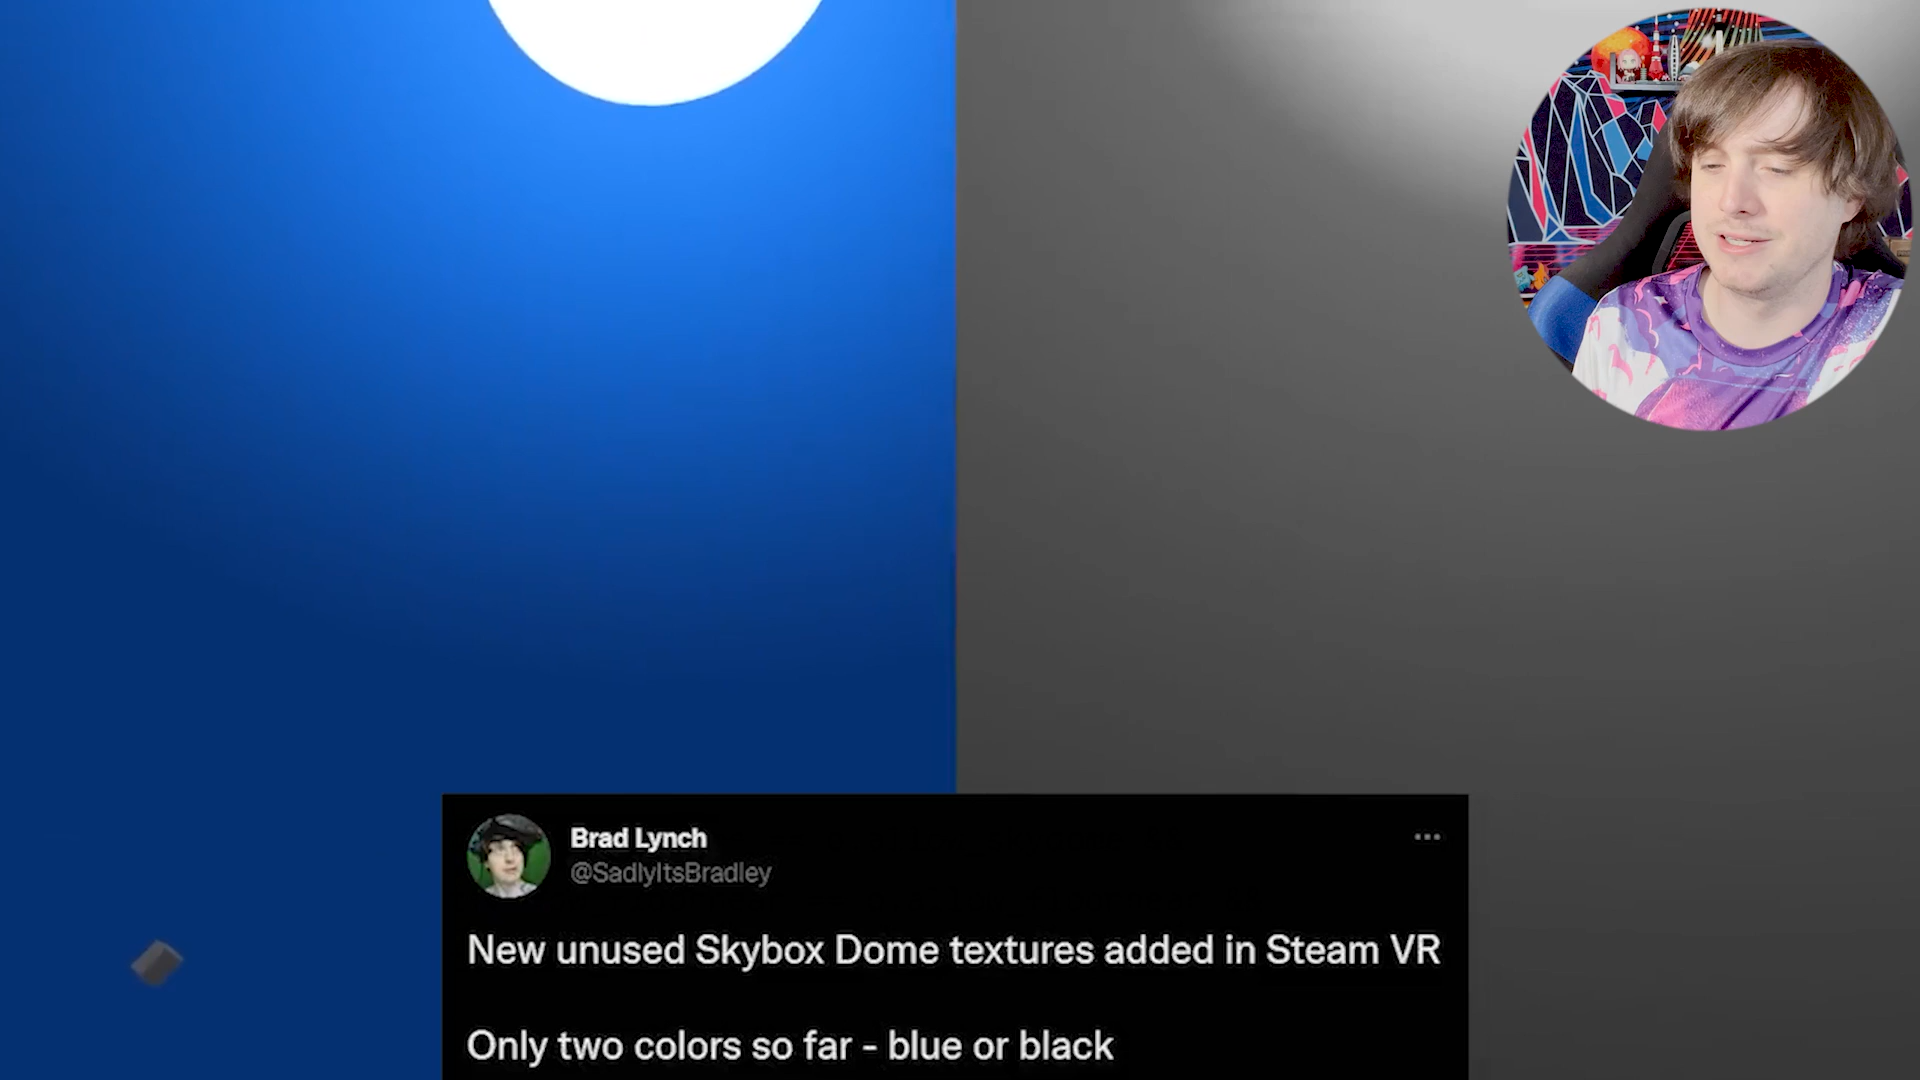 Brad Lynch
@SadlyItsBradley
New unused Skybox Dome textures added in Steam VR
Only two colors so far - blue or black